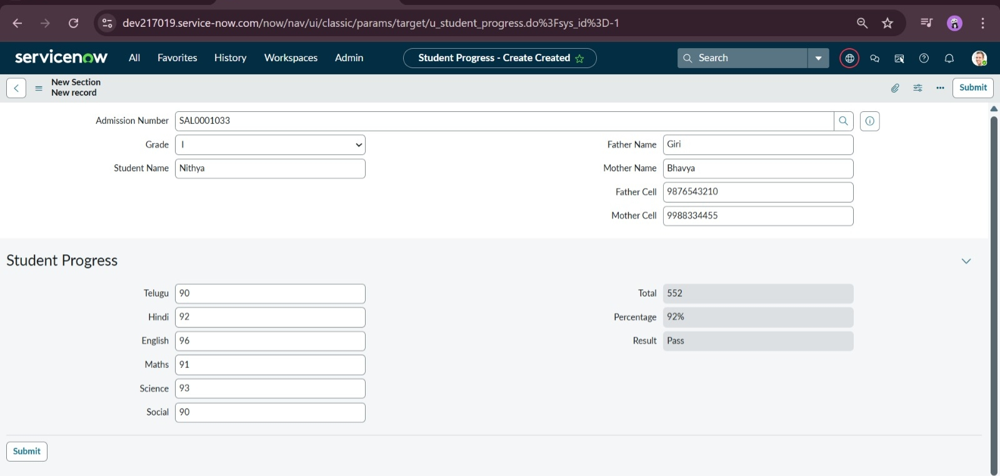 dev217019.service-now.com/now/nav/ui/classic/params/target/u_student_progress.do%3Fsys_id%3D-1
servicenow All Favorites History Workspaces Admin Student Progress - Create Created Search
New Section
New record
Submit
Admission Number SAL0001033
Grade I
Father Name Giri
Student Name Nithya
Mother Name Bhavya
Father Cell 9876543210
Mother Cell 9988334455
Student Progress
Telugu 90
Total 552
Hindi 92
Percentage 92%
English 96
Result Pass
Maths 91
Science 93
Social 90
Submit